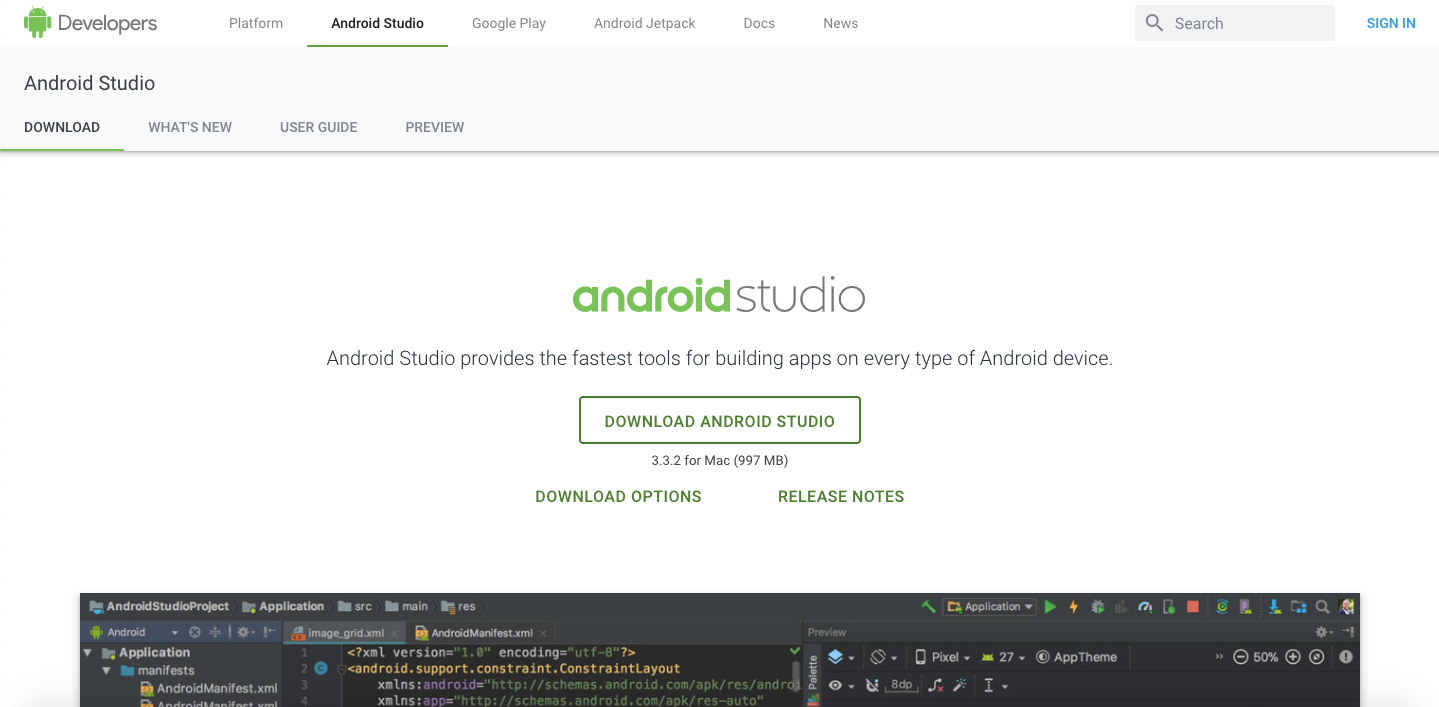 Developers Platform Android Studio Google Play Android Jetpack Docs News Search SIGN IN
Android Studio
DOWNLOAD WHAT'S NEW USER GUIDE PREVIEW
androidstudio
Android Studio provides the fastest tools for building apps on every type of Android device.
DOWNLOAD ANDROID STUDIO
3.3.2 for Mac (997 MB)
DOWNLOAD OPTIONS RELEASE NOTES
AndroidStudioProject Application src main res Application
Android image_grid.xml AndroidManifest.xml Preview
Application 1 <?xml version="1.0" encoding="utf-8"?> Palette Pixel 27 AppTheme 50%
manifests 2 <android.support.constraint.ConstraintLayout
AndroidManifest.xml 3 xmlns:android="http://schemas.android.com/apk/res/androi 8dp
AndroidManifest.xml 4 xmlns:app="http://schemas.android.com/apk/res-auto"